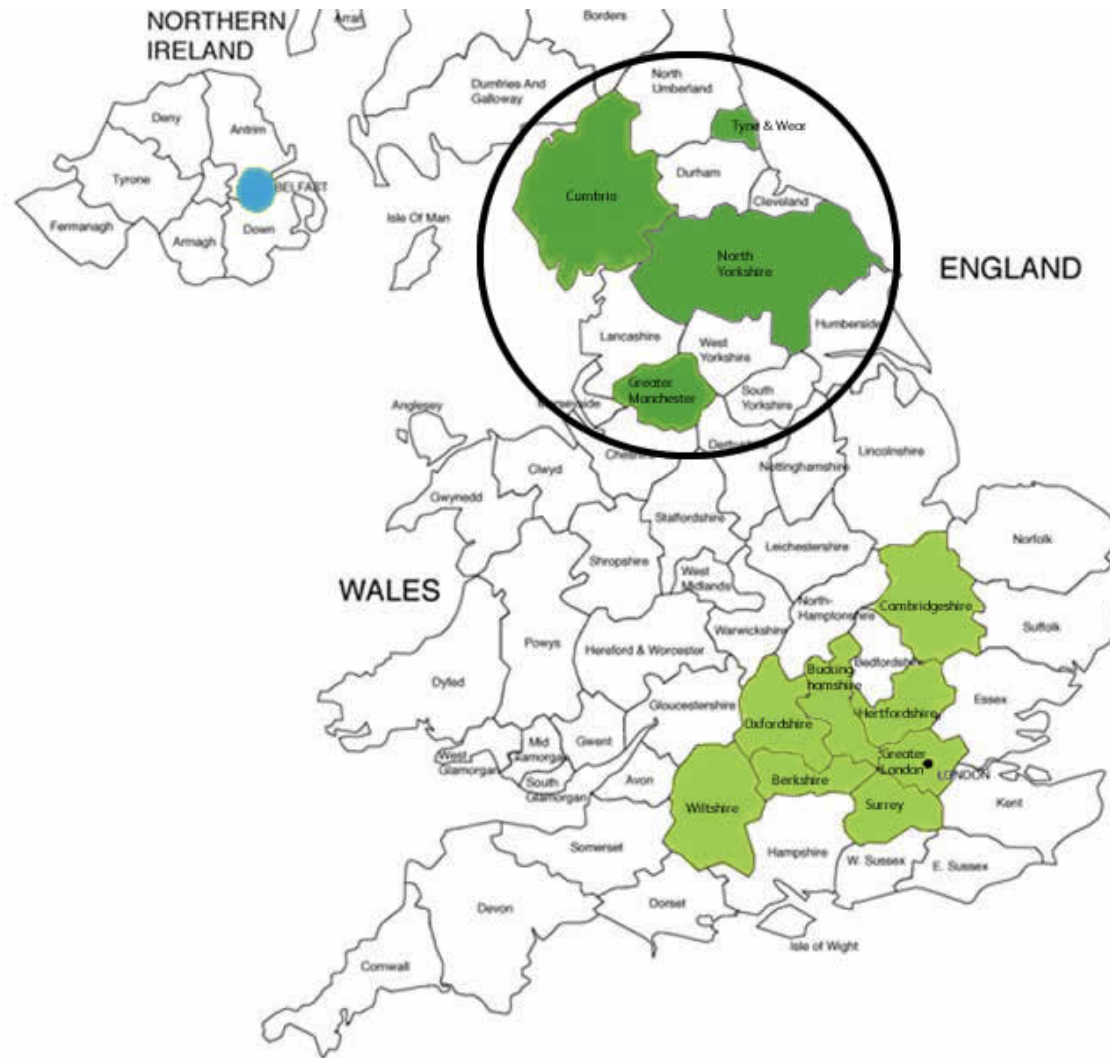 NORTHERN
IRELAND
Arran
Borders
Dumfries And
Galloway
North
Umberland
Deny
Antrim
Tyne & Wear
Tyrone
BELFAST
Durham
Cumbria
Cleveland
Isle Of Man
Fermanagh
Armagh
Down
North
Yorkshire
ENGLAND
Lancashire
West
Yorkshire
Humberside
Greater
Manchester
South
Yorkshire
Anglesey
Merseyside
Cheshire
Derbyshire
Lincolnshire
Clwyd
Nottinghamshire
Gwynedd
Staffordshire
Shropshire
Leichestershire
Norfolk
WALES
West
Midlands
North-
Hamptonshire
Cambridgeshire
Warwickshire
Suffolk
Powys
Hereford & Worcester
Bucking
hamshire
Bedfordshire
Dyfed
Gloucestershire
Oxfordshire
Hertfordshire
Essex
Gwent
Mid
Glamorgan
West
Glamorgan
South
Glamorgan
Avon
Berkshire
Greater
London
LONDON
Wiltshire
Surrey
Kent
Somerset
Hampshire
W. Sussex
E. Sussex
Devon
Dorset
Isle of Wight
Cornwall